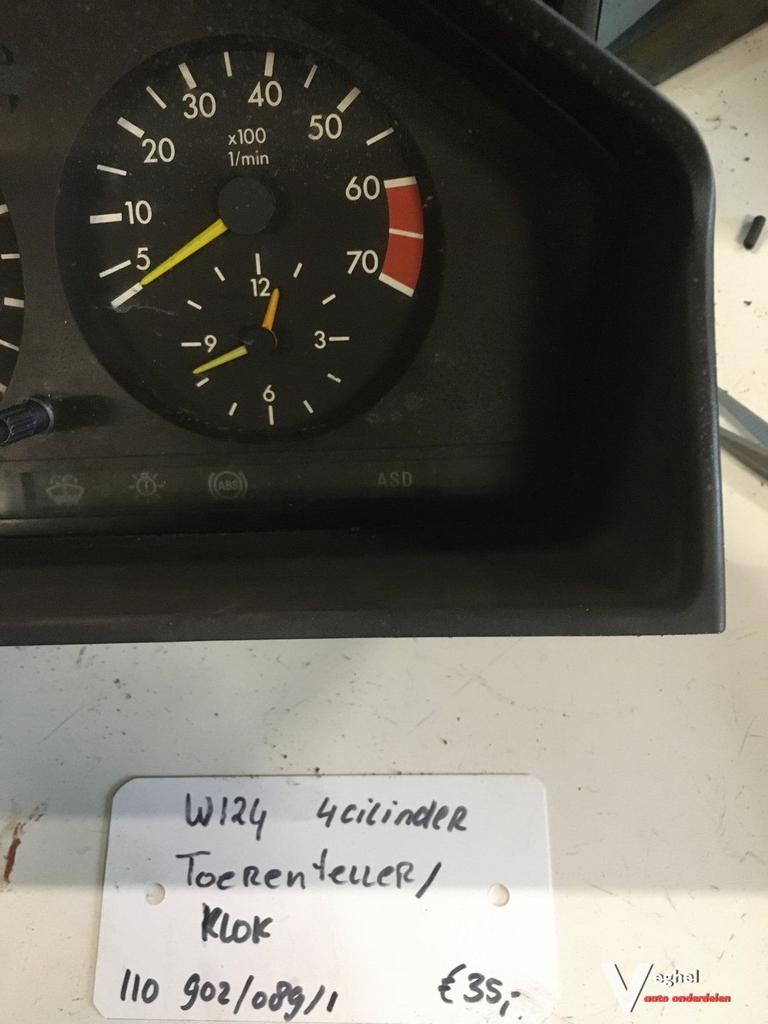 40
30
50
x100
1/min
20
60
10
70
5
12
9
3
6
ABS
ASD
W124 4cilinder
Toerenteller/
Klok
110 902/089/1 €35,-
Veghel
auto onderdelen